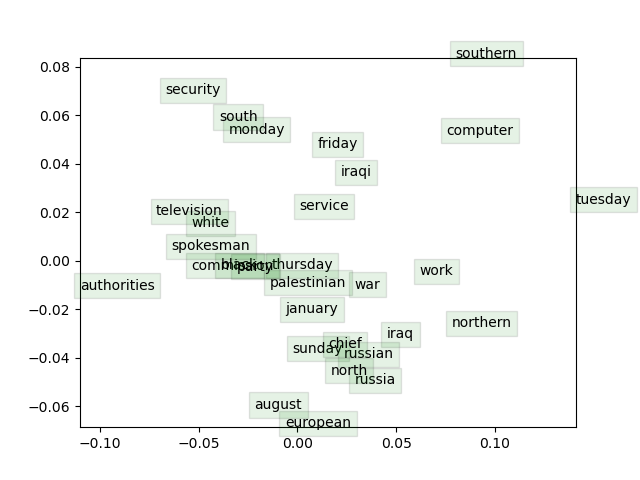 southern
0.08
security
0.06
south
monday
computer
friday
0.04
iraqi
tuesday
service
0.02
television
white
spokesman
0.00
party
thursday
work
palestinian
war
authorities
−0.02
january
northern
iraq
chief
sunday
russian
−0.04
north
russia
−0.06
august
european
−0.10
−0.05
0.00
0.05
0.10